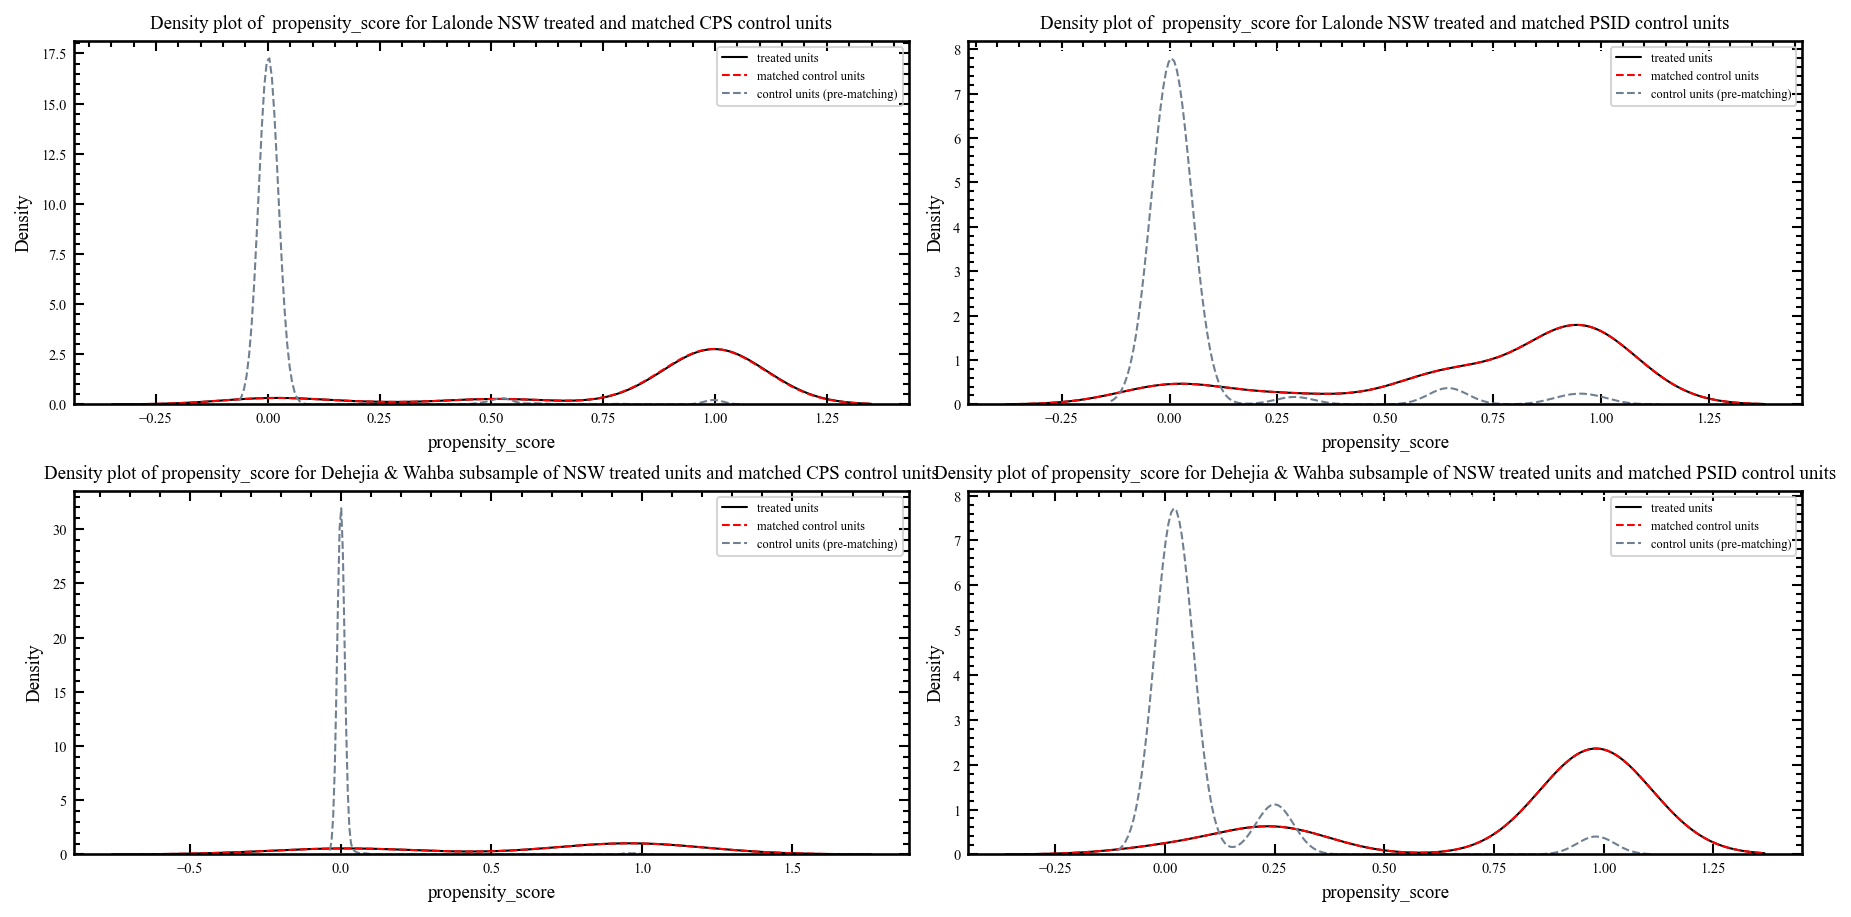 Density plot of  propensity_score for Lalonde NSW treated and matched CPS control units
17.5
15.0
12.5
10.0
7.5
5.0
2.5
0.0
Density
treated units
matched control units
control units (pre-matching)
−0.25 0.00 0.25 0.50 0.75 1.00 1.25
propensity_score
Density plot of  propensity_score for Lalonde NSW treated and matched PSID control units
8
7
6
5
4
3
2
1
0
Density
treated units
matched control units
control units (pre-matching)
−0.25 0.00 0.25 0.50 0.75 1.00 1.25
propensity_score
Density plot of propensity_score for Dehejia & Wahba subsample of NSW treated units and matched CPS control units
30
25
20
15
10
5
0
Density
treated units
matched control units
control units (pre-matching)
−0.5 0.0 0.5 1.0 1.5
propensity_score
Density plot of propensity_score for Dehejia & Wahba subsample of NSW treated units and matched PSID control units
8
7
6
5
4
3
2
1
0
Density
treated units
matched control units
control units (pre-matching)
−0.25 0.00 0.25 0.50 0.75 1.00 1.25
propensity_score